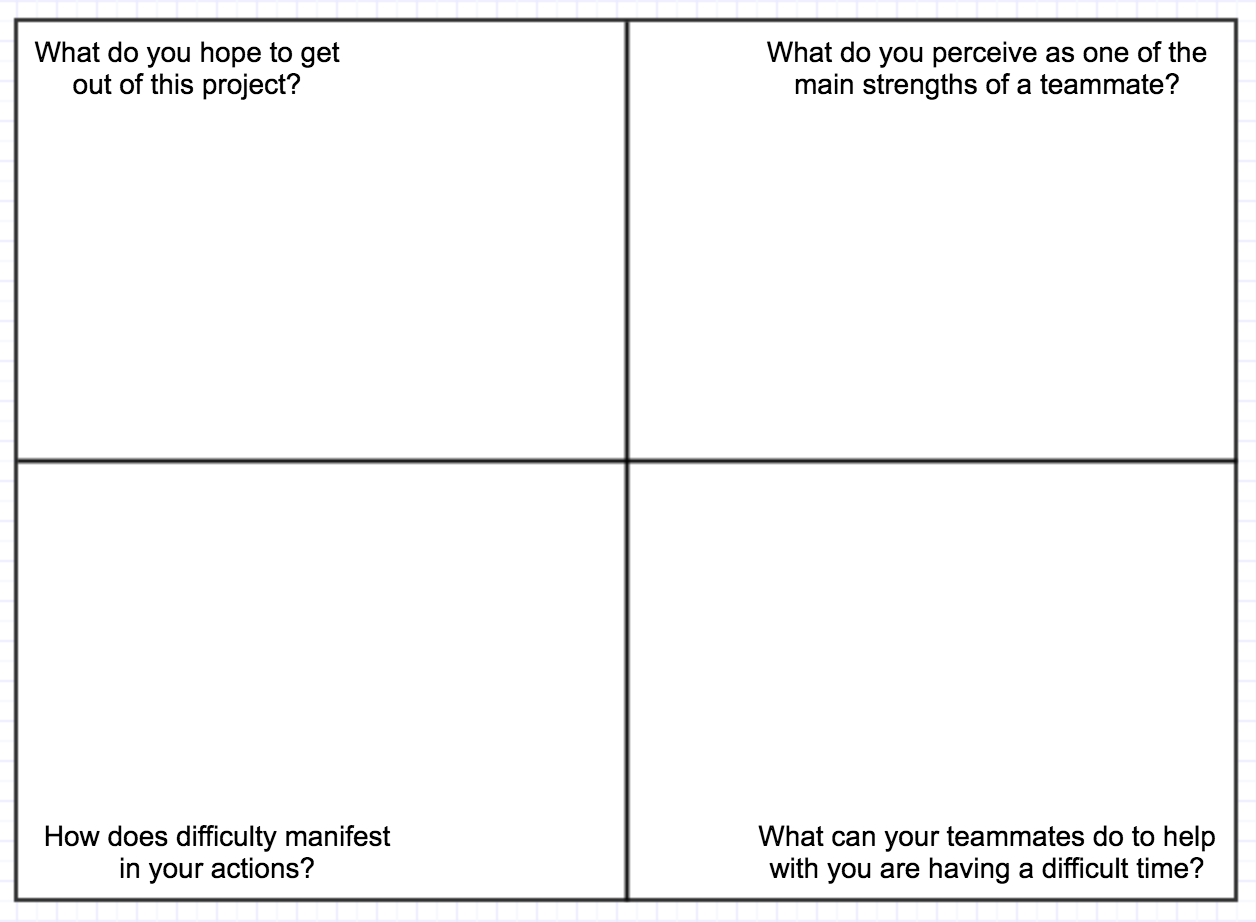 What do you hope to get
out of this project?
What do you perceive as one of the
main strengths of a teammate?
How does difficulty manifest
in your actions?
What can your teammates do to help
with you are having a difficult time?